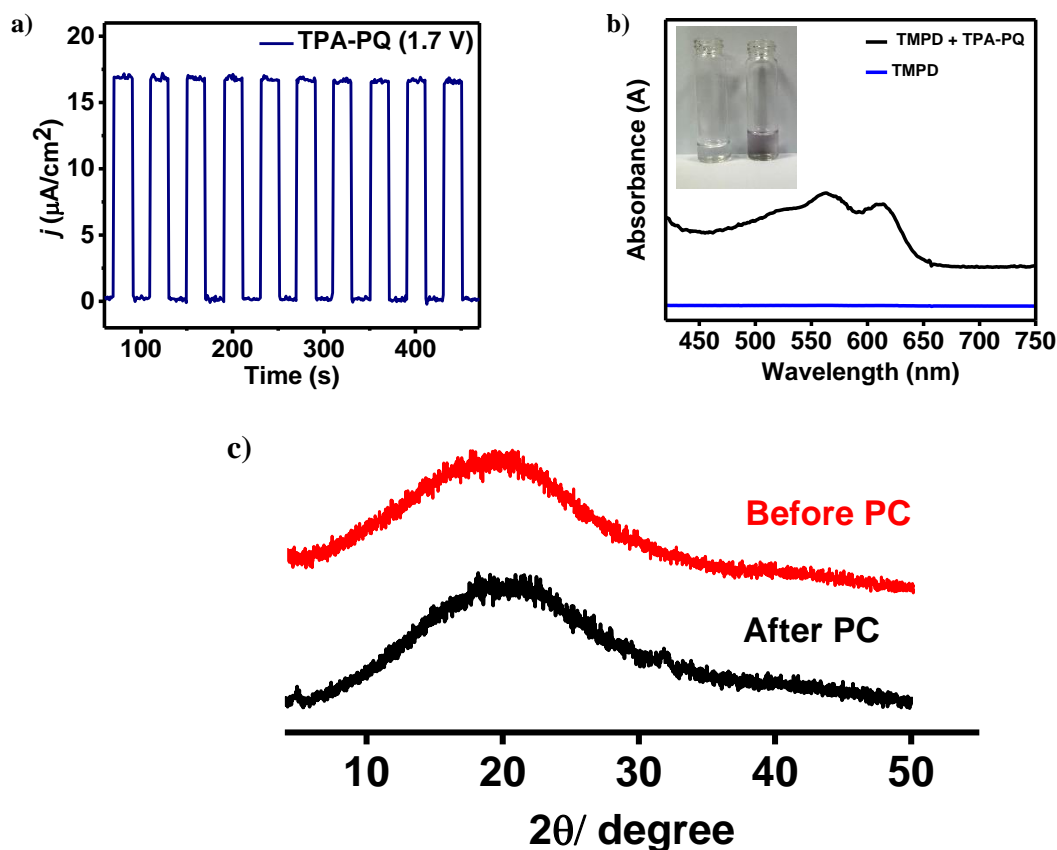 a)
TPA-PQ (1.7 V)
20
15
10
5
0
j (μA/cm²)
100 200 300 400
Time (s)
b)
TMPD + TPA-PQ
TMPD
Absorbance (A)
450 500 550 600 650 700 750
Wavelength (nm)
c)
Before PC
After PC
10 20 30 40 50
2θ/ degree